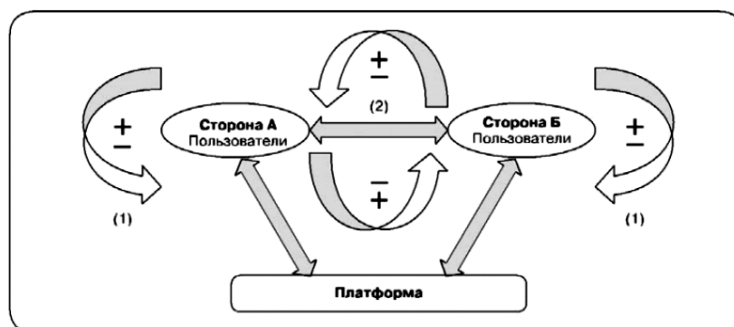 +
−
(2)
+
−
Сторона А
Пользователи
Сторона Б
Пользователи
+
−
(1)
−
+
(1)
Платформа